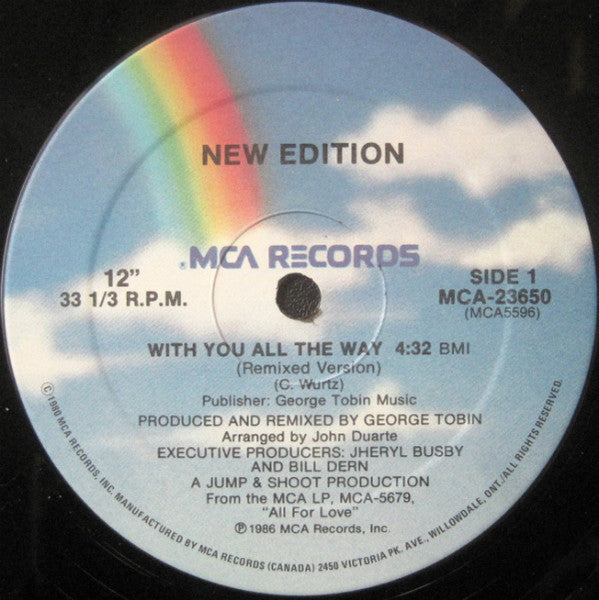 NEW EDITION
MCA RECORDS
12"
33 1/3 R.P.M.
SIDE 1
MCA-23650
(MCA5596)
WITH YOU ALL THE WAY 4:32 BMI
(Remixed Version)
(C. Wurtz)
Publisher: George Tobin Music
PRODUCED AND REMIXED BY GEORGE TOBIN
Arranged by John Duarte
EXECUTIVE PRODUCERS: JHERYL BUSBY
AND BILL DERN
A JUMP & SHOOT PRODUCTION
From the MCA LP, MCA-5679,
"All For Love"
℗ 1986 MCA Records, Inc.
© 1980 MCA RECORDS, INC. MANUFACTURED BY MCA RECORDS (CANADA) 2450 VICTORIA PK. AVE., WILLOWDALE, ONT./ALL RIGHTS RESERVED.